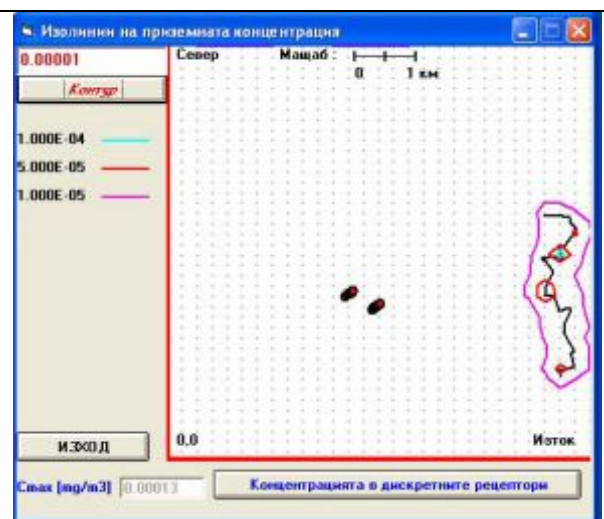 Изолинии на приземната концентрация
0.00001
Север Мащаб :
0 1 км
Контур
1.000E-04
5.000E-05
1.000E-05
ИЗХОД
0,0 Изток
Cmax [mg/m3] 0.00013 Концентрацията в дискретните рецептори